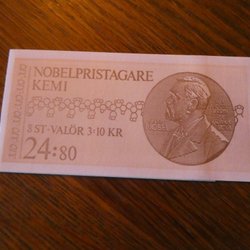 NOBELPRISTAGARE
KEMI
8 ST-VALÖR 3·10 KR
24:80